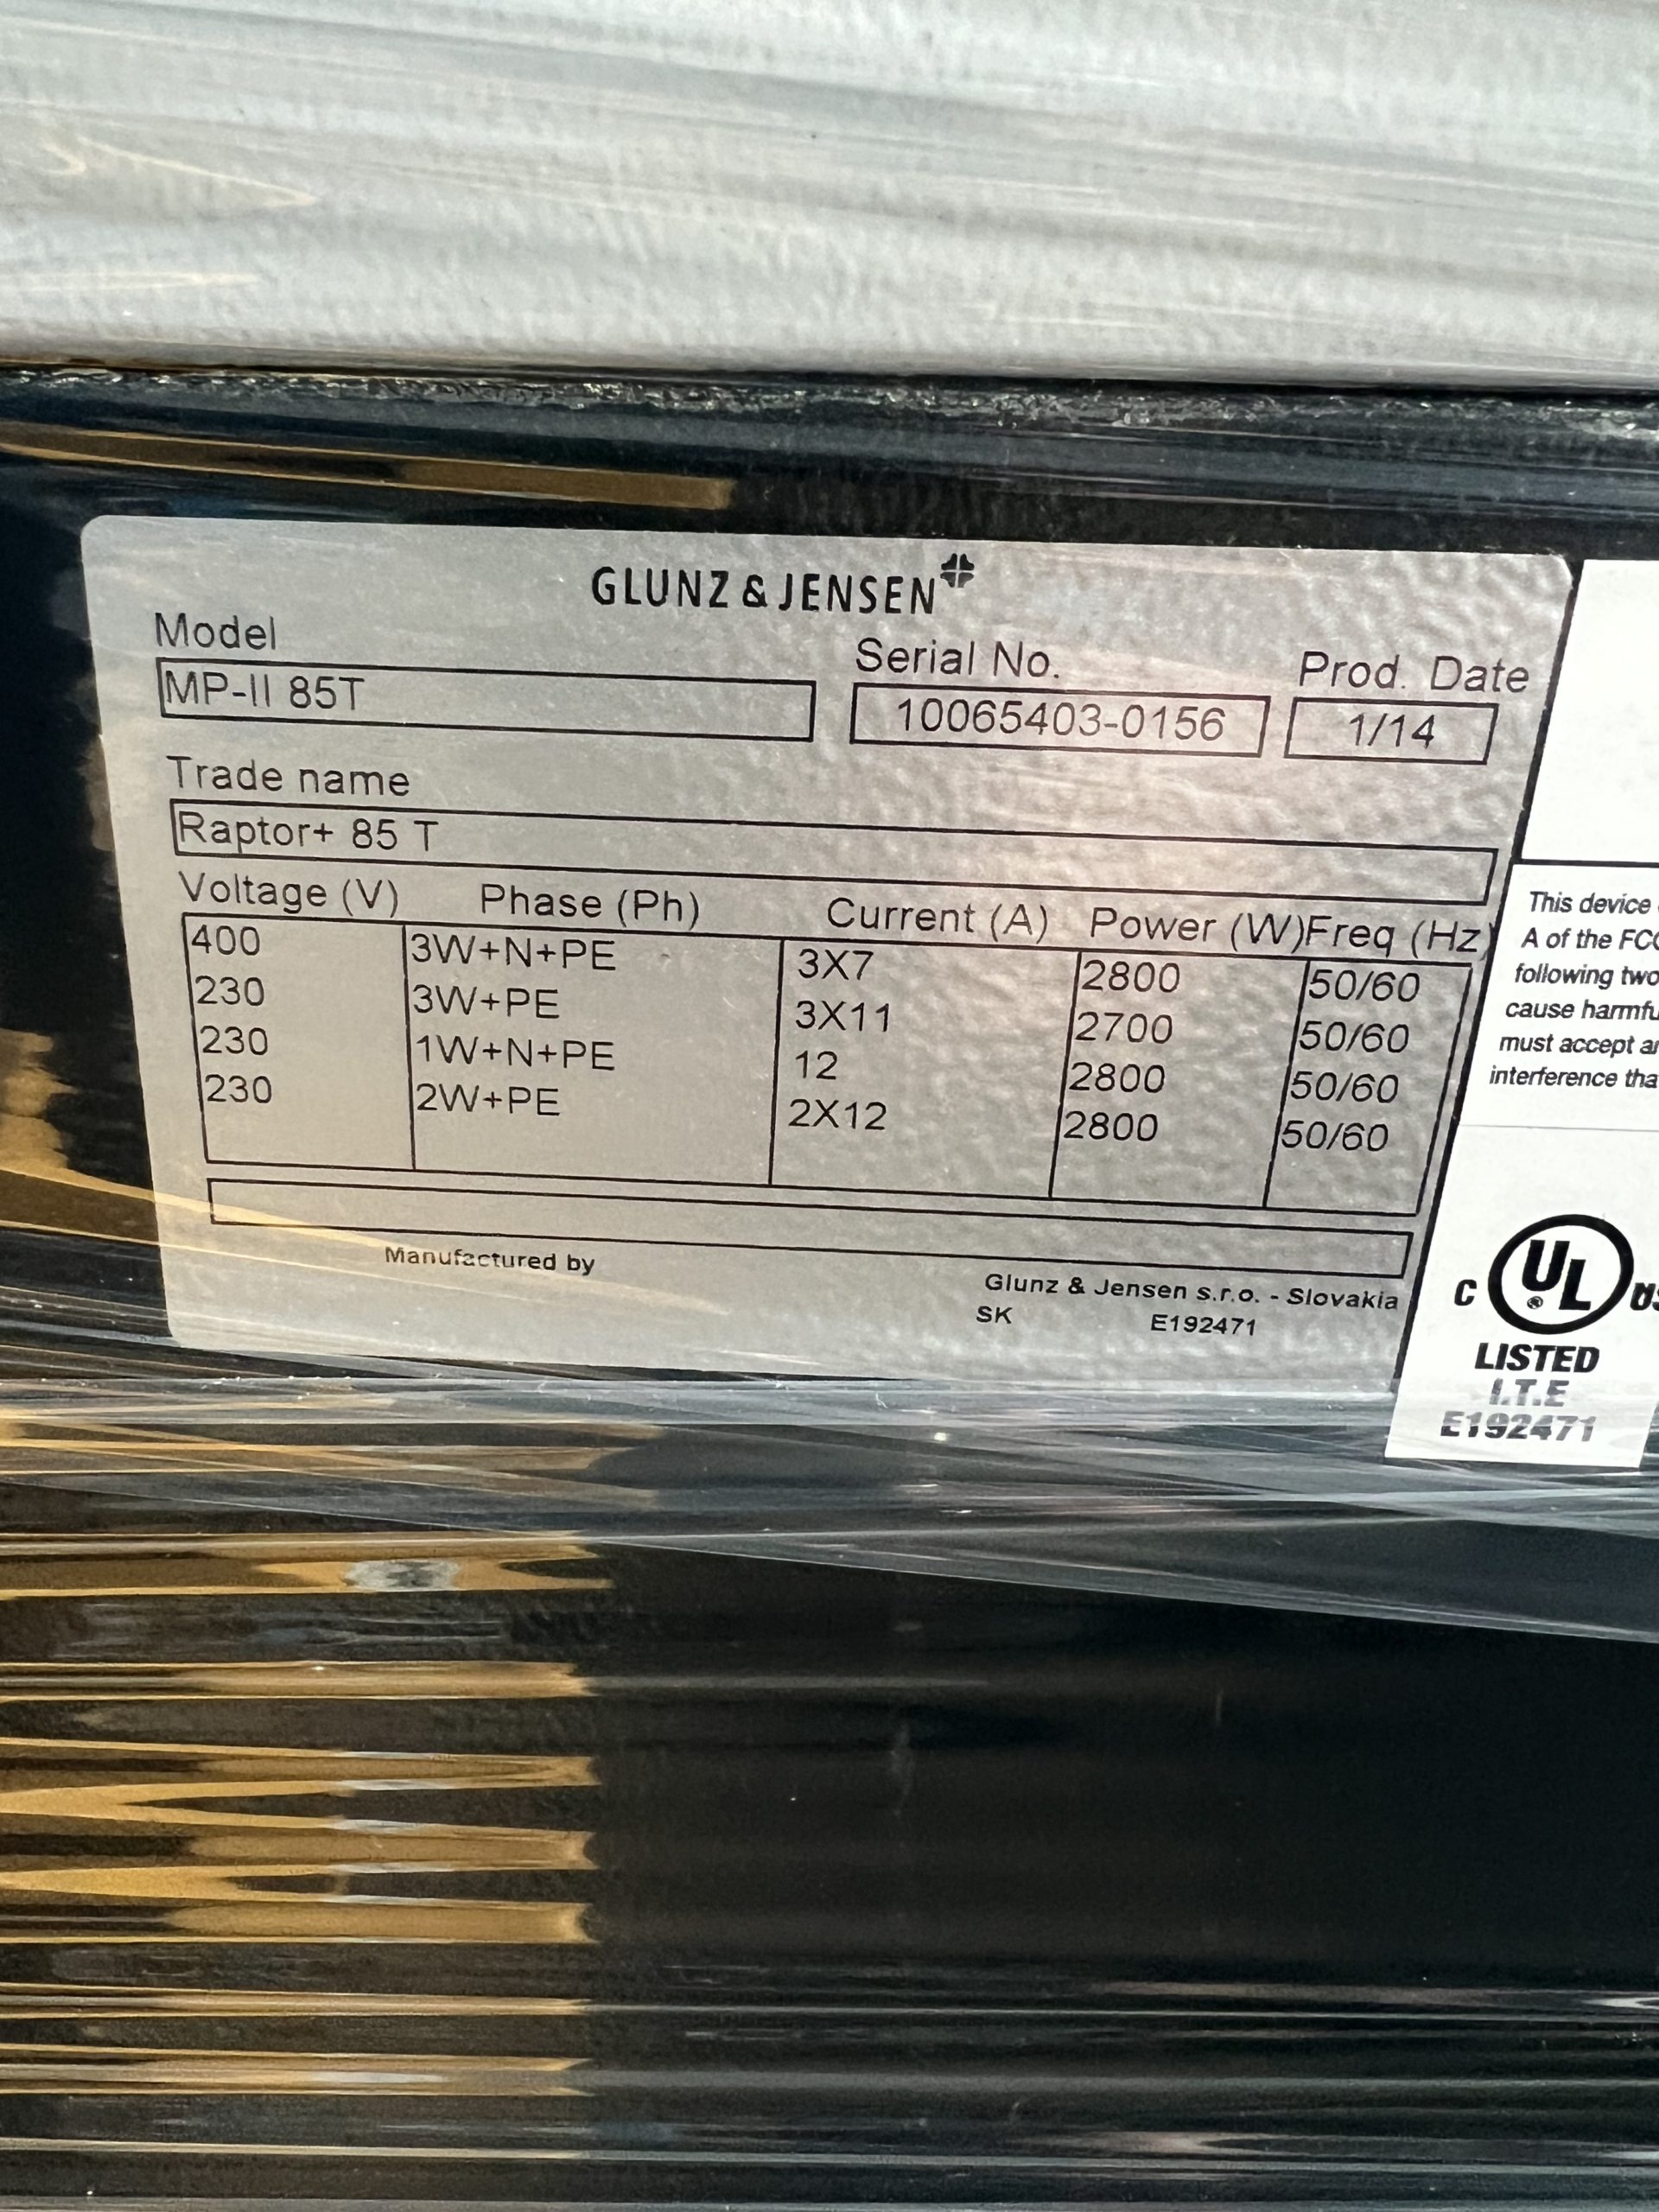 GLUNZ & JENSEN
Model
MP-II 85T
Serial No.
10065403-0156
Prod. Date
1/14
Trade name
Raptor+ 85 T
Voltage (V) Phase (Ph) Current (A) Power (W) Freq (Hz)
400 3W+N+PE 3X7 2800 50/60
230 3W+PE 3X11 2700 50/60
230 1W+N+PE 12 2800 50/60
230 2W+PE 2X12 2800 50/60
Manufactured by
Glunz & Jensen s.r.o. - Slovakia
SK E192471
This device
A of the FCC
following two
cause harmfu
must accept
interference tha
C UL US
LISTED
I.T.E
E192471